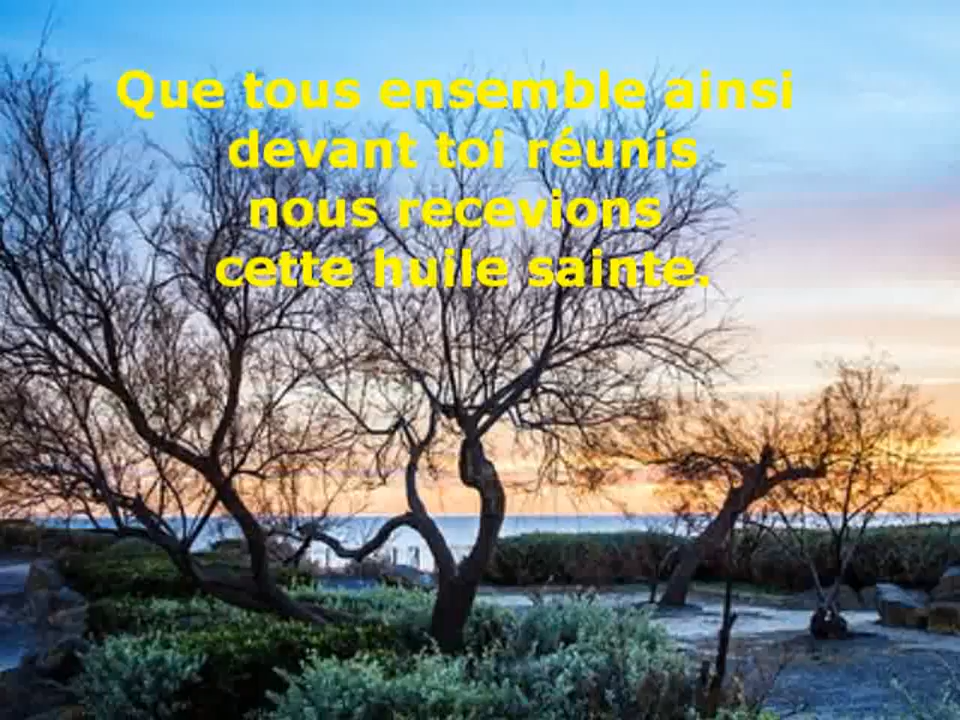 Que tous ensemble ainsi
devant toi réunis
nous recevions
cette huile sainte.